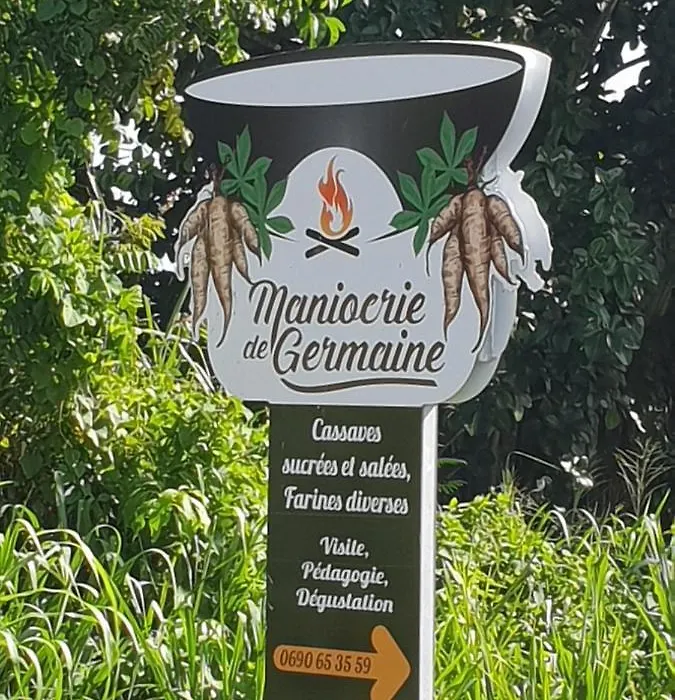 Maniocrie
de Germaine
Cassaves
sucrées et salées,
Farines diverses
Visite,
Pédagogie,
Dégustation
0690 65 35 59